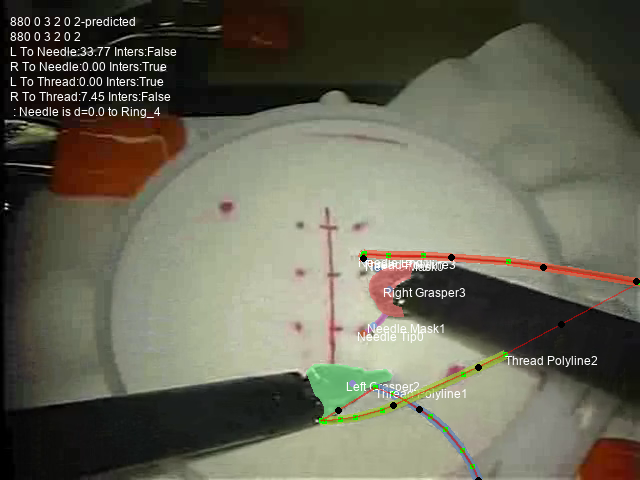 880 0 3 2 0 2-predicted
880 0 3 2 0 2
L To Needle:33.77 Inters:False
R To Needle:0.00 Inters:True
L To Thread:0.00 Inters:True
R To Thread:7.45 Inters:False
: Needle is d=0.0 to Ring_4
Right Grasper3
Needle Mask1
Needle Tip0
Thread Polyline2
Left Grasper2
Thread Polyline1